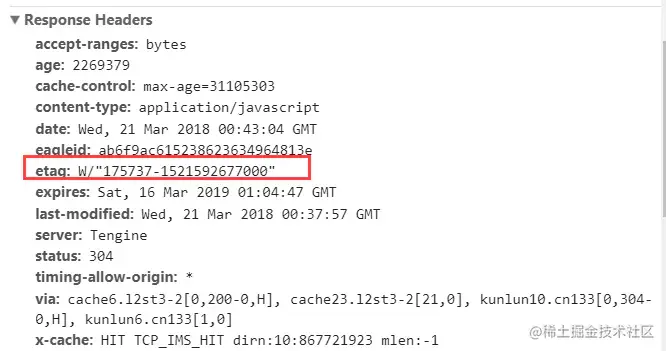 ▼ Response Headers
accept-ranges: bytes
age: 2269379
cache-control: max-age=31105303
content-type: application/javascript
date: Wed, 21 Mar 2018 00:43:04 GMT
eagleid: ab6f9ac615238623634964813e
etag: W/"175737-1521592677000"
expires: Sat, 16 Mar 2019 01:04:47 GMT
last-modified: Wed, 21 Mar 2018 00:37:57 GMT
server: Tengine
status: 304
timing-allow-origin: *
via: cache6.l2st3-2[0,200-0,H], cache23.l2st3-2[21,0], kunlun10.cn133[0,304-
0,H], kunlun6.cn133[1,0]
x-cache: HIT TCP_IMS_HIT dirn:10:867721923 mlen:-1
@稀土掘金技术社区